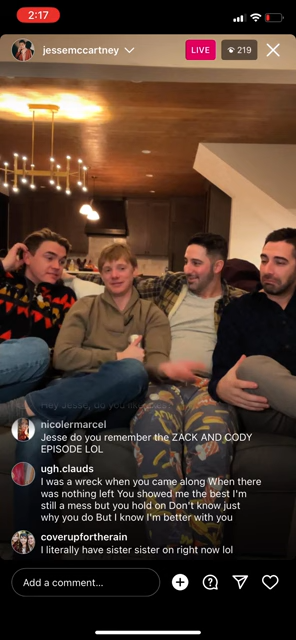 2:17
jessemccartney
LIVE
219
Hey Jesse, do you like
nicolermarcel
Jesse do you remember the ZACK AND CODY
EPISODE LOL
ugh.clauds
I was a wreck when you came along When there
was nothing left You showed me the best I'm
still a mess but you hold on Don't know just
why you do But I know I'm better with you
coverupfortherain
I literally have sister sister on right now lol
Add a comment...